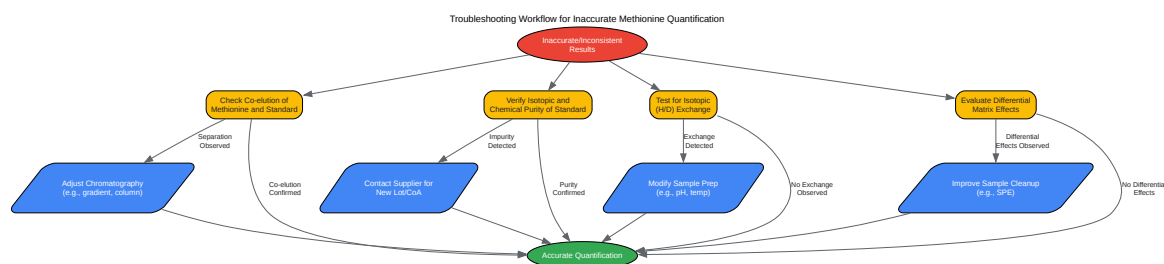 Troubleshooting Workflow for Inaccurate Methionine Quantification
Inaccurate/Inconsistent
Results
Check Co-elution of
Methionine and Standard
Verify Isotopic and
Chemical Purity of Standard
Test for Isotopic
(H/D) Exchange
Evaluate Differential
Matrix Effects
Separation
Observed
Impurity
Detected
Exchange
Detected
Differential
Effects Observed
Adjust Chromatography
(e.g., gradient, column)
Co-elution
Confirmed
Contact Supplier for
New Lot/CoA
Purity
Confirmed
Modify Sample Prep
(e.g., pH, temp)
No Exchange
Observed
Improve Sample Cleanup
(e.g., SPE)
No Differential
Effects
Accurate Quantification